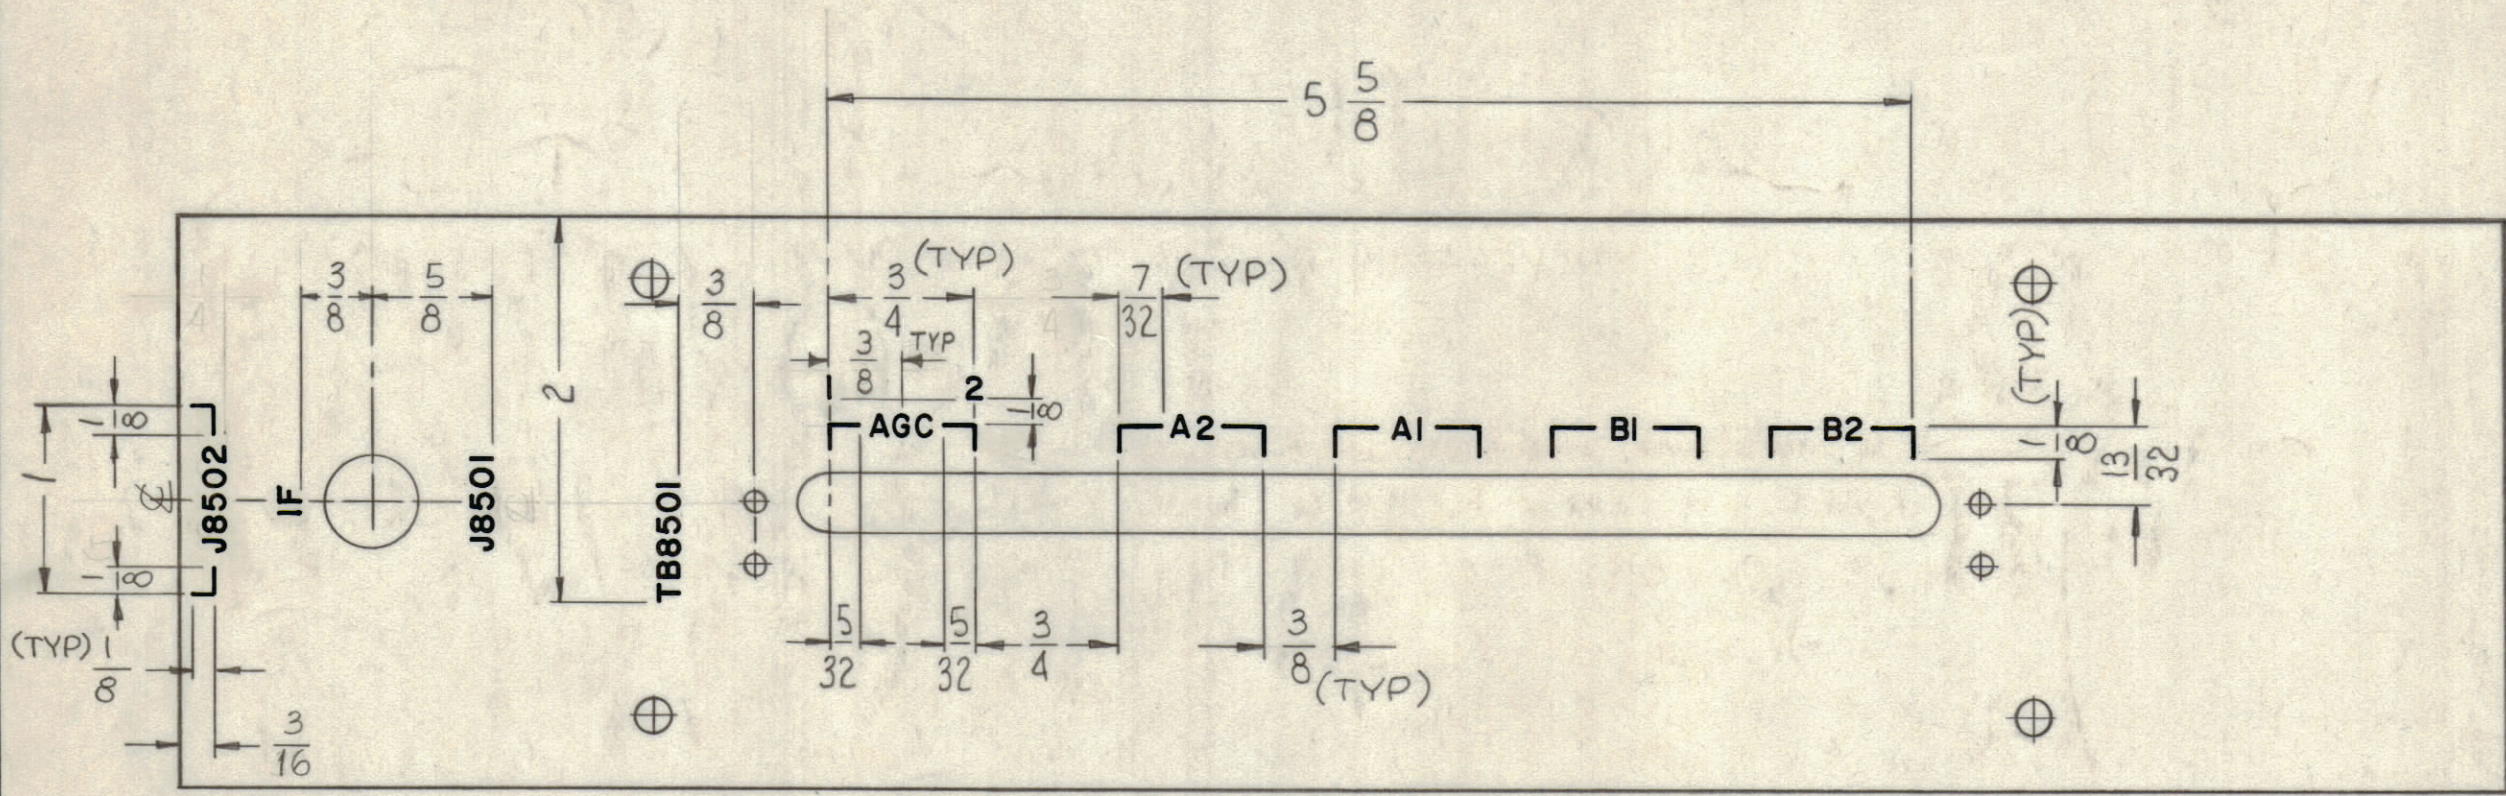 5 5/8
(TYP)
3/8
5/8
3/8
3/4
7/32
(TYP)
(TYP)
3/8
TYP
2
1
2
1/8
1/8
1
1/8
J8502
IF
J8501
TB8501
AGC
A2
A1
B1
B2
1/8
13/32
(TYP) 1/8
3/16
5/32
5/32
3/4
3/8
(TYP)